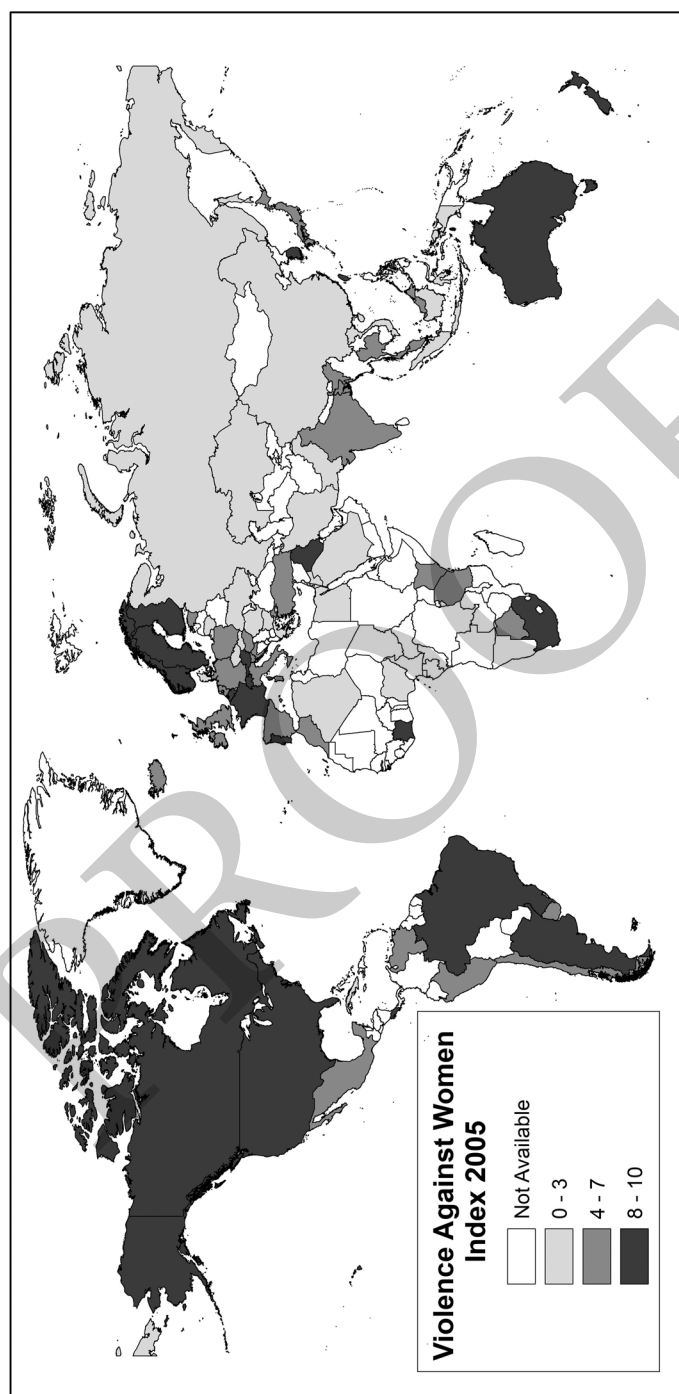 Violence Against Women
Index 2005
Not Available
0 - 3
4 - 7
8 - 10
PROOF